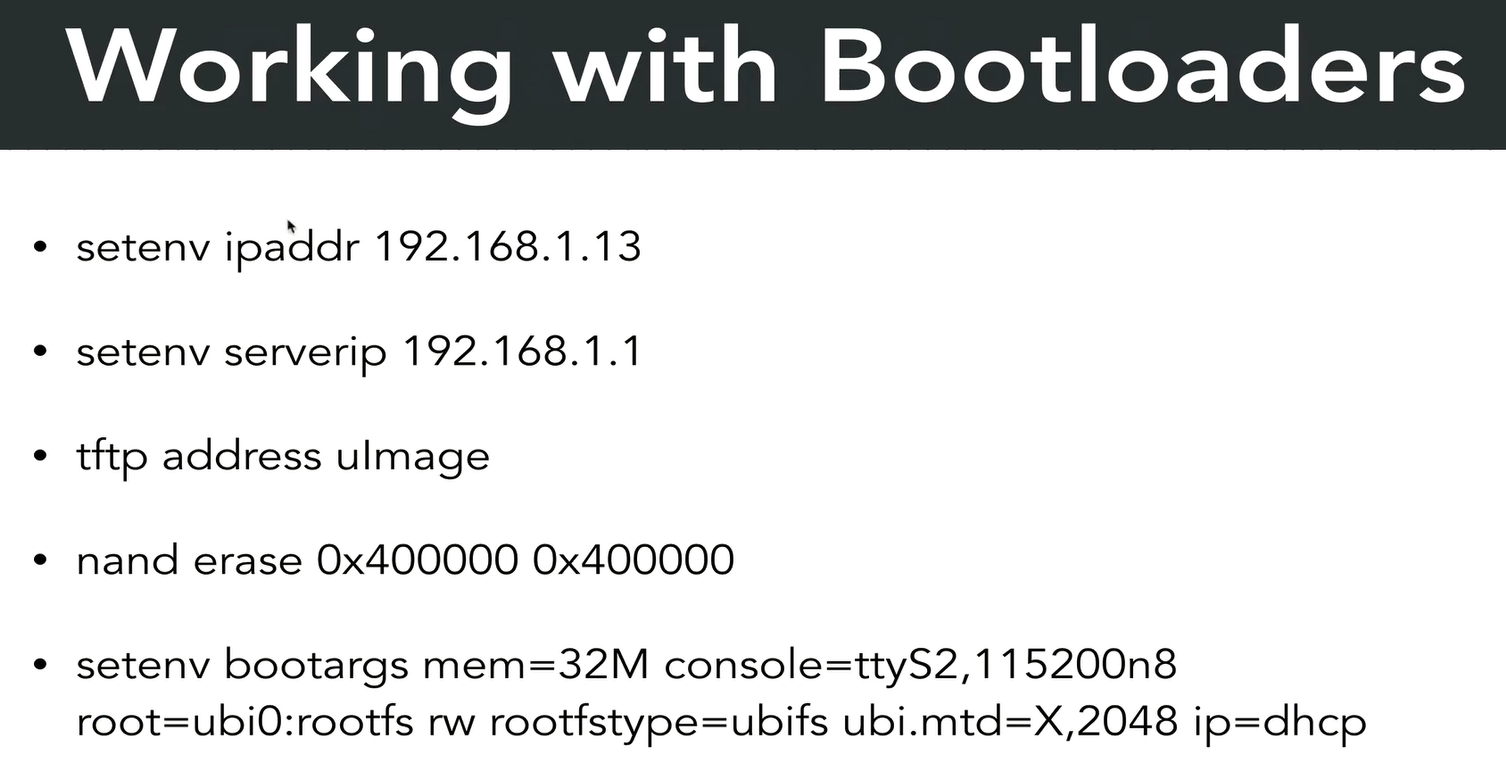 Working with Bootloaders
• setenv ipaddr 192.168.1.13
• setenv serverip 192.168.1.1
• tftp address uImage
• nand erase 0x400000 0x400000
• setenv bootargs mem=32M console=ttyS2,115200n8
root=ubi0:rootfs rw rootfstype=ubifs ubi.mtd=X,2048 ip=dhcp